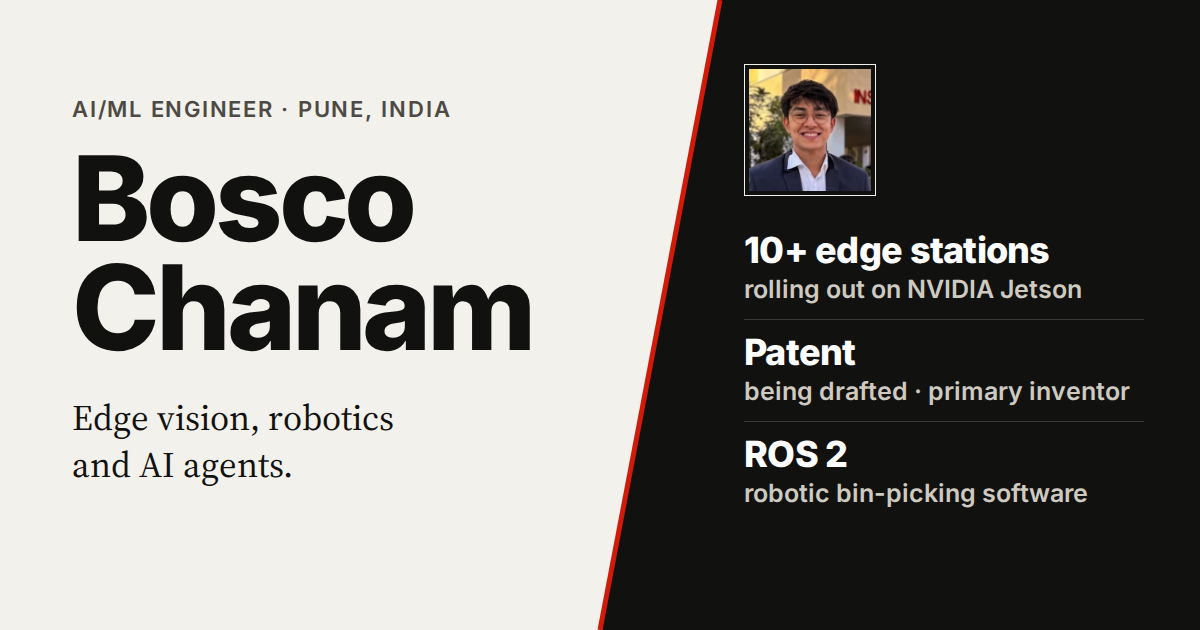 AI/ML ENGINEER · PUNE, INDIA
Bosco
Chanam
Edge vision, robotics
and AI agents.
10+ edge stations
rolling out on NVIDIA Jetson
Patent
being drafted · primary inventor
ROS 2
robotic bin-picking software